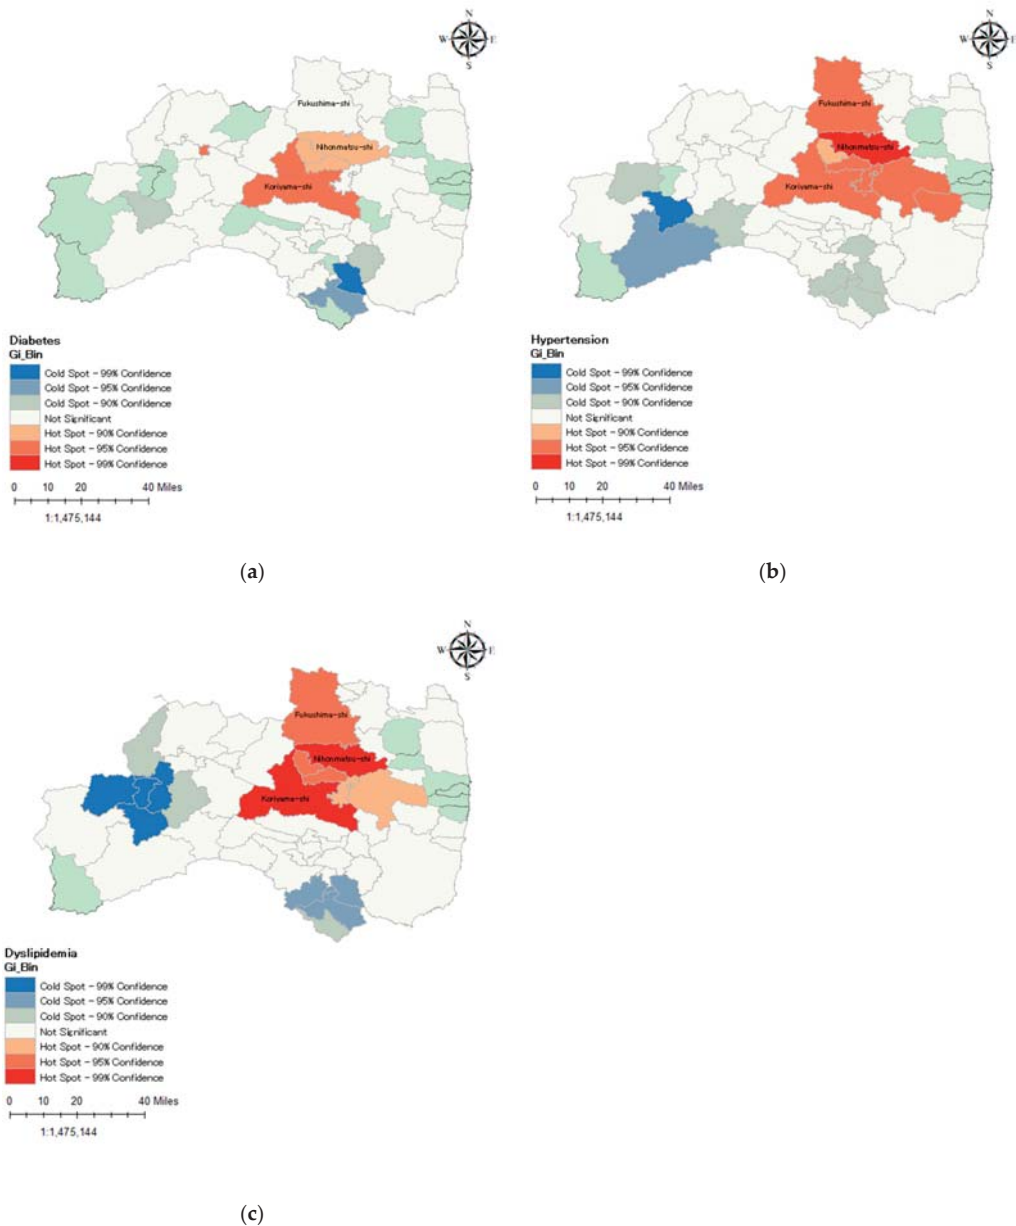 N
W E
S
Fukushima-shi
Nihonmatsu-shi
Koriyama-shi
Diabetes
Gi_Bin
Cold Spot - 99% Confidence
Cold Spot - 95% Confidence
Cold Spot - 90% Confidence
Not Significant
Hot Spot - 90% Confidence
Hot Spot - 95% Confidence
Hot Spot - 99% Confidence
0 10 20 40 Miles
1:1,475,144
(a)
N
W E
S
Fukushima-shi
Nihonmatsu-shi
Koriyama-shi
Hypertension
Gi_Bin
Cold Spot - 99% Confidence
Cold Spot - 95% Confidence
Cold Spot - 90% Confidence
Not Significant
Hot Spot - 90% Confidence
Hot Spot - 95% Confidence
Hot Spot - 99% Confidence
0 10 20 40 Miles
1:1,475,144
(b)
N
W E
S
Fukushima-shi
Nihonmatsu-shi
Koriyama-shi
Dyslipidemia
Gi_Bin
Cold Spot - 99% Confidence
Cold Spot - 95% Confidence
Cold Spot - 90% Confidence
Not Significant
Hot Spot - 90% Confidence
Hot Spot - 95% Confidence
Hot Spot - 99% Confidence
0 10 20 40 Miles
1:1,475,144
(c)